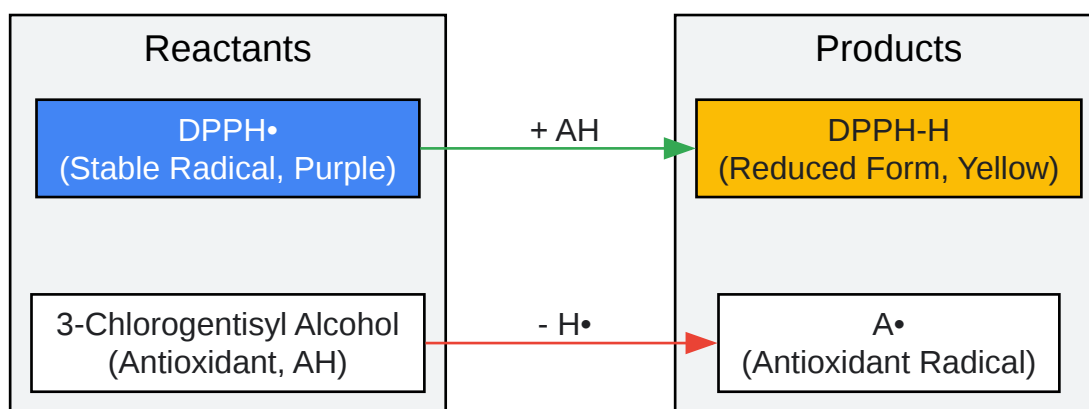 Reactants
Products
DPPH•
(Stable Radical, Purple)
+ AH
DPPH-H
(Reduced Form, Yellow)
3-Chlorogentisyl Alcohol
(Antioxidant, AH)
- H•
A•
(Antioxidant Radical)